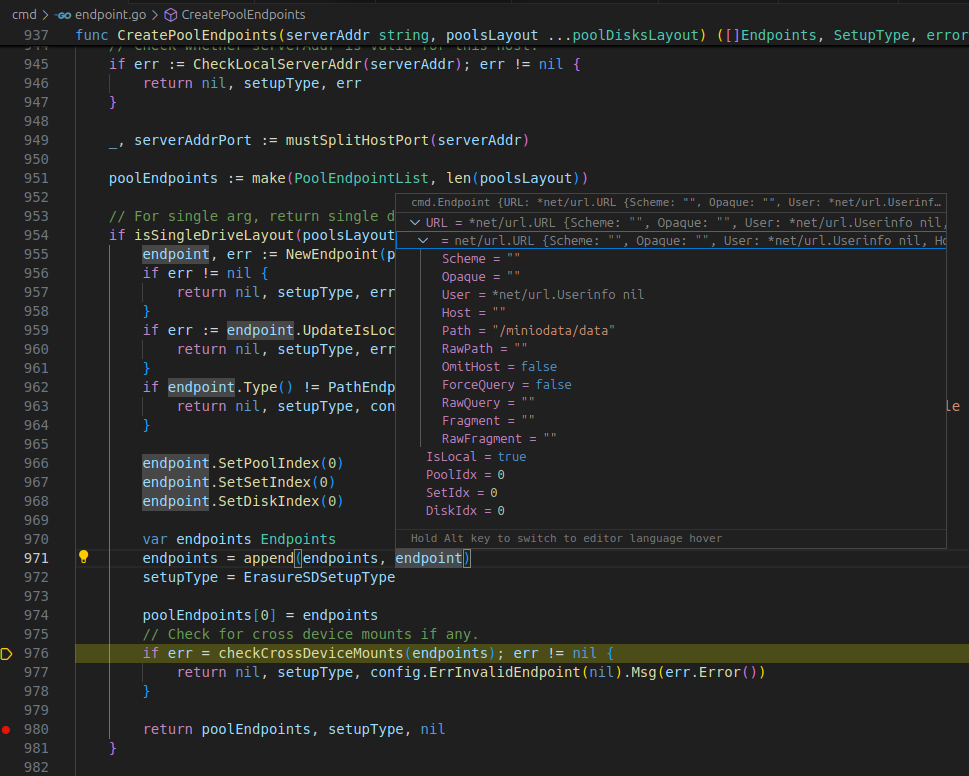 cmd > endpoint.go > CreatePoolEndpoints
937 func CreatePoolEndpoints(serverAddr string, poolsLayout ...poolDisksLayout) ([]Endpoints, SetupType, error
944 // Check whether serverAddr is valid for this host.
945 if err := CheckLocalServerAddr(serverAddr); err != nil {
946 return nil, setupType, err
947 }
948
949 _, serverAddrPort := mustSplitHostPort(serverAddr)
950
951 poolEndpoints := make(PoolEndpointList, len(poolsLayout))
952
953 // For single arg, return single d
954 if isSingleDriveLayout(poolsLayout
955 endpoint, err := NewEndpoint(p
956 if err != nil {
957 return nil, setupType, err
958 }
959 if err := endpoint.UpdateIsLoc
960 return nil, setupType, err
961 }
962 if endpoint.Type() != PathEndp
963 return nil, setupType, con
le
964 }
965
966 endpoint.SetPoolIndex(0)
967 endpoint.SetSetIndex(0)
968 endpoint.SetDiskIndex(0)
969
970 var endpoints Endpoints
971 endpoints = append(endpoints, endpoint)
972 setupType = ErasureSDSetupType
973
974 poolEndpoints[0] = endpoints
975 // Check for cross device mounts if any.
976 if err = checkCrossDeviceMounts(endpoints); err != nil {
977 return nil, setupType, config.ErrInvalidEndpoint(nil).Msg(err.Error())
978 }
979
980 return poolEndpoints, setupType, nil
981 }
982
cmd.Endpoint {URL: *net/url.URL {Scheme: "", Opaque: "", User: *net/url.Userinf…
URL = *net/url.URL {Scheme: "", Opaque: "", User: *net/url.Userinfo nil,
= net/url.URL {Scheme: "", Opaque: "", User: *net/url.Userinfo nil, Ho
Scheme = ""
Opaque = ""
User = *net/url.Userinfo nil
Host = ""
Path = "/miniodata/data"
RawPath = ""
OmitHost = false
ForceQuery = false
RawQuery = ""
Fragment = ""
RawFragment = ""
IsLocal = true
PoolIdx = 0
SetIdx = 0
DiskIdx = 0
Hold Alt key to switch to editor language hover